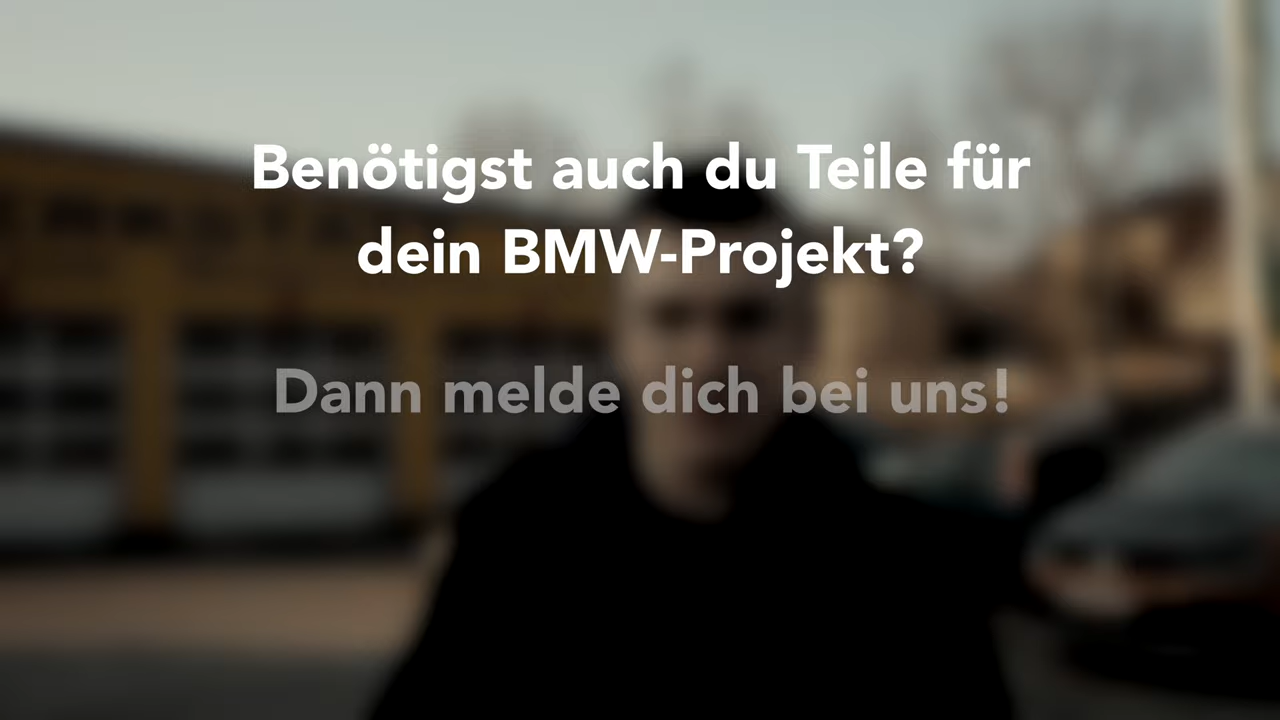 Benötigst auch du Teile für
dein BMW-Projekt?
Dann melde dich bei uns!